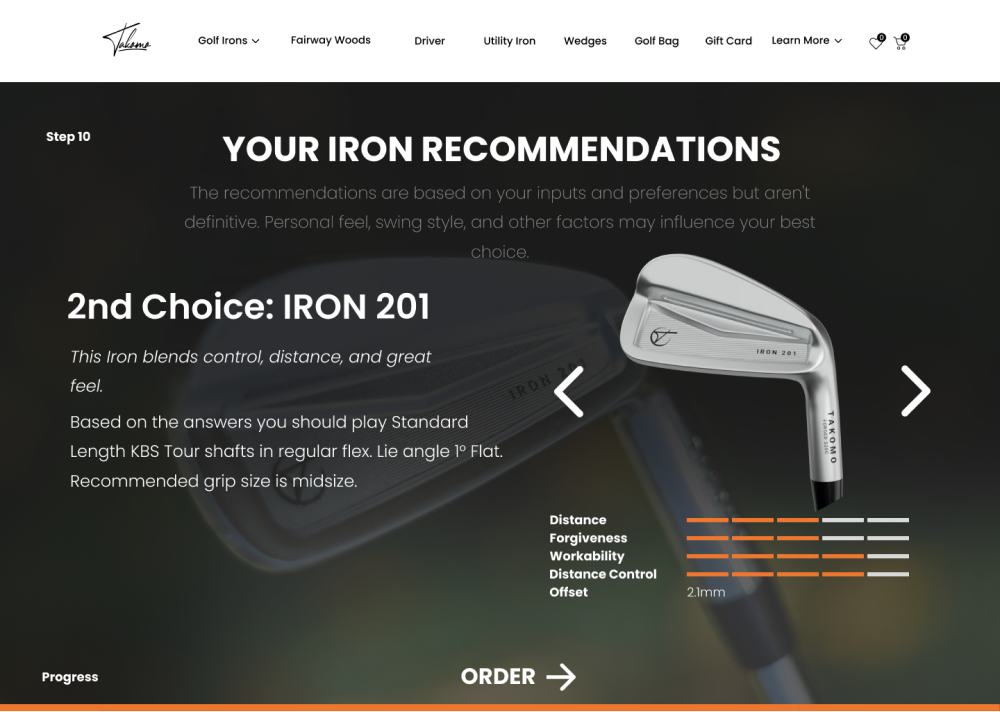 Takomo
Golf Irons
Fairway Woods
Driver
Utility Iron
Wedges
Golf Bag
Gift Card
Learn More
0
0
Step 10
YOUR IRON RECOMMENDATIONS
The recommendations are based on your inputs and preferences but aren't
definitive. Personal feel, swing style, and other factors may influence your best
choice.
2nd Choice: IRON 201
This Iron blends control, distance, and great
feel.
Based on the answers you should play Standard
Length KBS Tour shafts in regular flex. Lie angle 1° Flat.
Recommended grip size is midsize.
IRON 201
IRON 201
TAKOMO
Distance
Forgiveness
Workability
Distance Control
Offset
2.1mm
Progress
ORDER